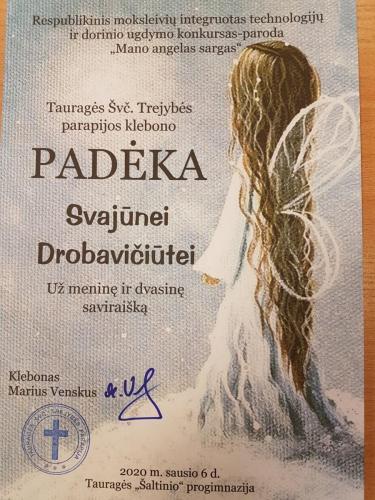 Respublikinis moksleivių integruotas technologijų
ir dorinio ugdymo konkursas-paroda
„Mano angelas sargas“
Tauragės Švč. Trejybės
parapijos klebono
PADĖKA
Svajūnei
Drobavičiūtei
Už meninę ir dvasinę
saviraišką
Klebonas
Marius Venskus
2020 m. sausio 6 d.
Tauragės „Šaltinio“ progimnazija